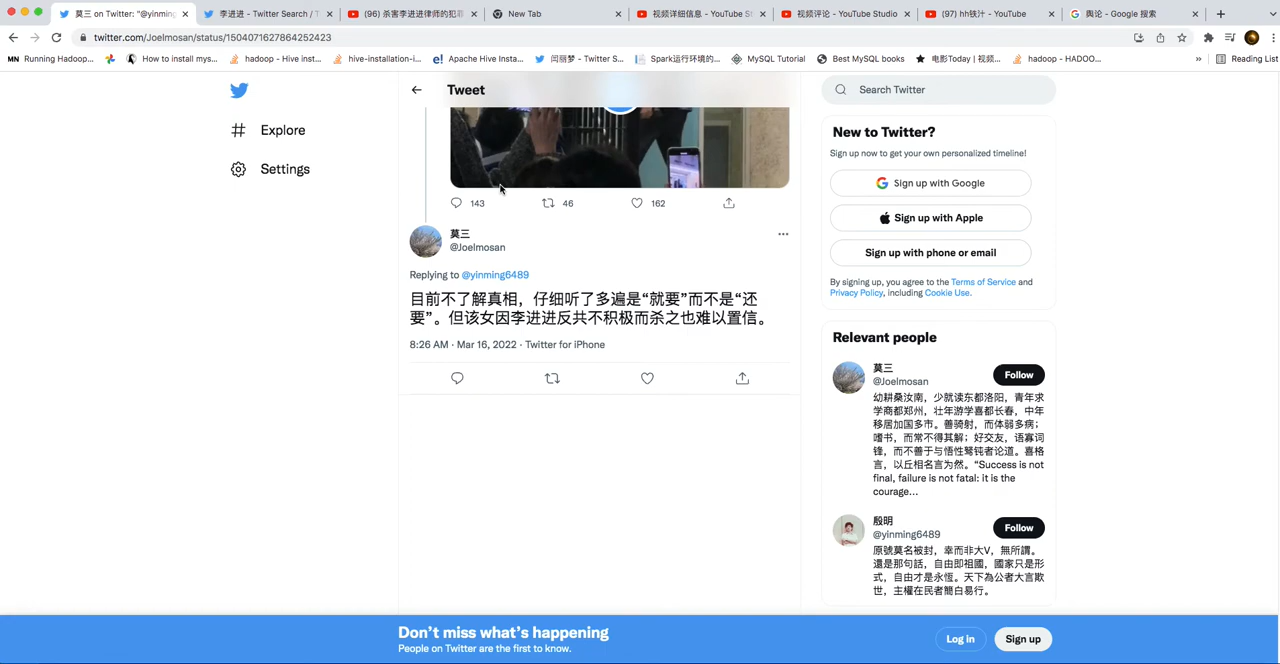 莫三 on Twitter: "@yinming
李进进 - Twitter Search / T
(96) 杀害李进进律师的犯罪
New Tab
视频详细信息 - YouTube St
视频评论 - YouTube Studio
(97) hh铁汁 - YouTube
舆论 - Google 搜索
twitter.com/Joelmosan/status/1504071627864252423
MN Running Hadoop...
How to install mys...
hadoop - Hive inst...
hive-installation-i...
e! Apache Hive Insta...
闫丽梦 - Twitter S...
Spark运行环境的...
MySQL Tutorial
Best MySQL books
电影Today | 视频...
hadoop - HADOO...
»
Reading List
Tweet
Explore
Settings
143
46
162
莫三
@Joelmosan
Replying to @yinming6489
目前不了解真相，仔细听了多遍是“就要”而不是“还
要”。但该女因李进进反共不积极而杀之也难以置信。
8:26 AM · Mar 16, 2022 · Twitter for iPhone
Search Twitter
New to Twitter?
Sign up now to get your own personalized timeline!
Sign up with Google
Sign up with Apple
Sign up with phone or email
By signing up, you agree to the Terms of Service and
Privacy Policy, including Cookie Use.
Relevant people
莫三
@Joelmosan
Follow
幼耕桑汝南，少就读东都洛阳，青年求
学商都郑州，壮年游学喜都长春，中年
移居加国多市。善骑射，而体弱多病；
嗜书，而常不得其解；好交友，语寡词
锋，而不善于与悟性驽钝者论道。喜格
言，以丘相名言为然。“Success is not
final, failure is not fatal: it is the
courage...
殷明
@yinming6489
Follow
原號莫名被封，幸而非大V，無所謂。
還是那句話，自由即祖國，國家只是形
式，自由才是永恆。天下為公者大言欺
世，主權在民者簡白易行。
Don’t miss what’s happening
People on Twitter are the first to know.
Log in
Sign up